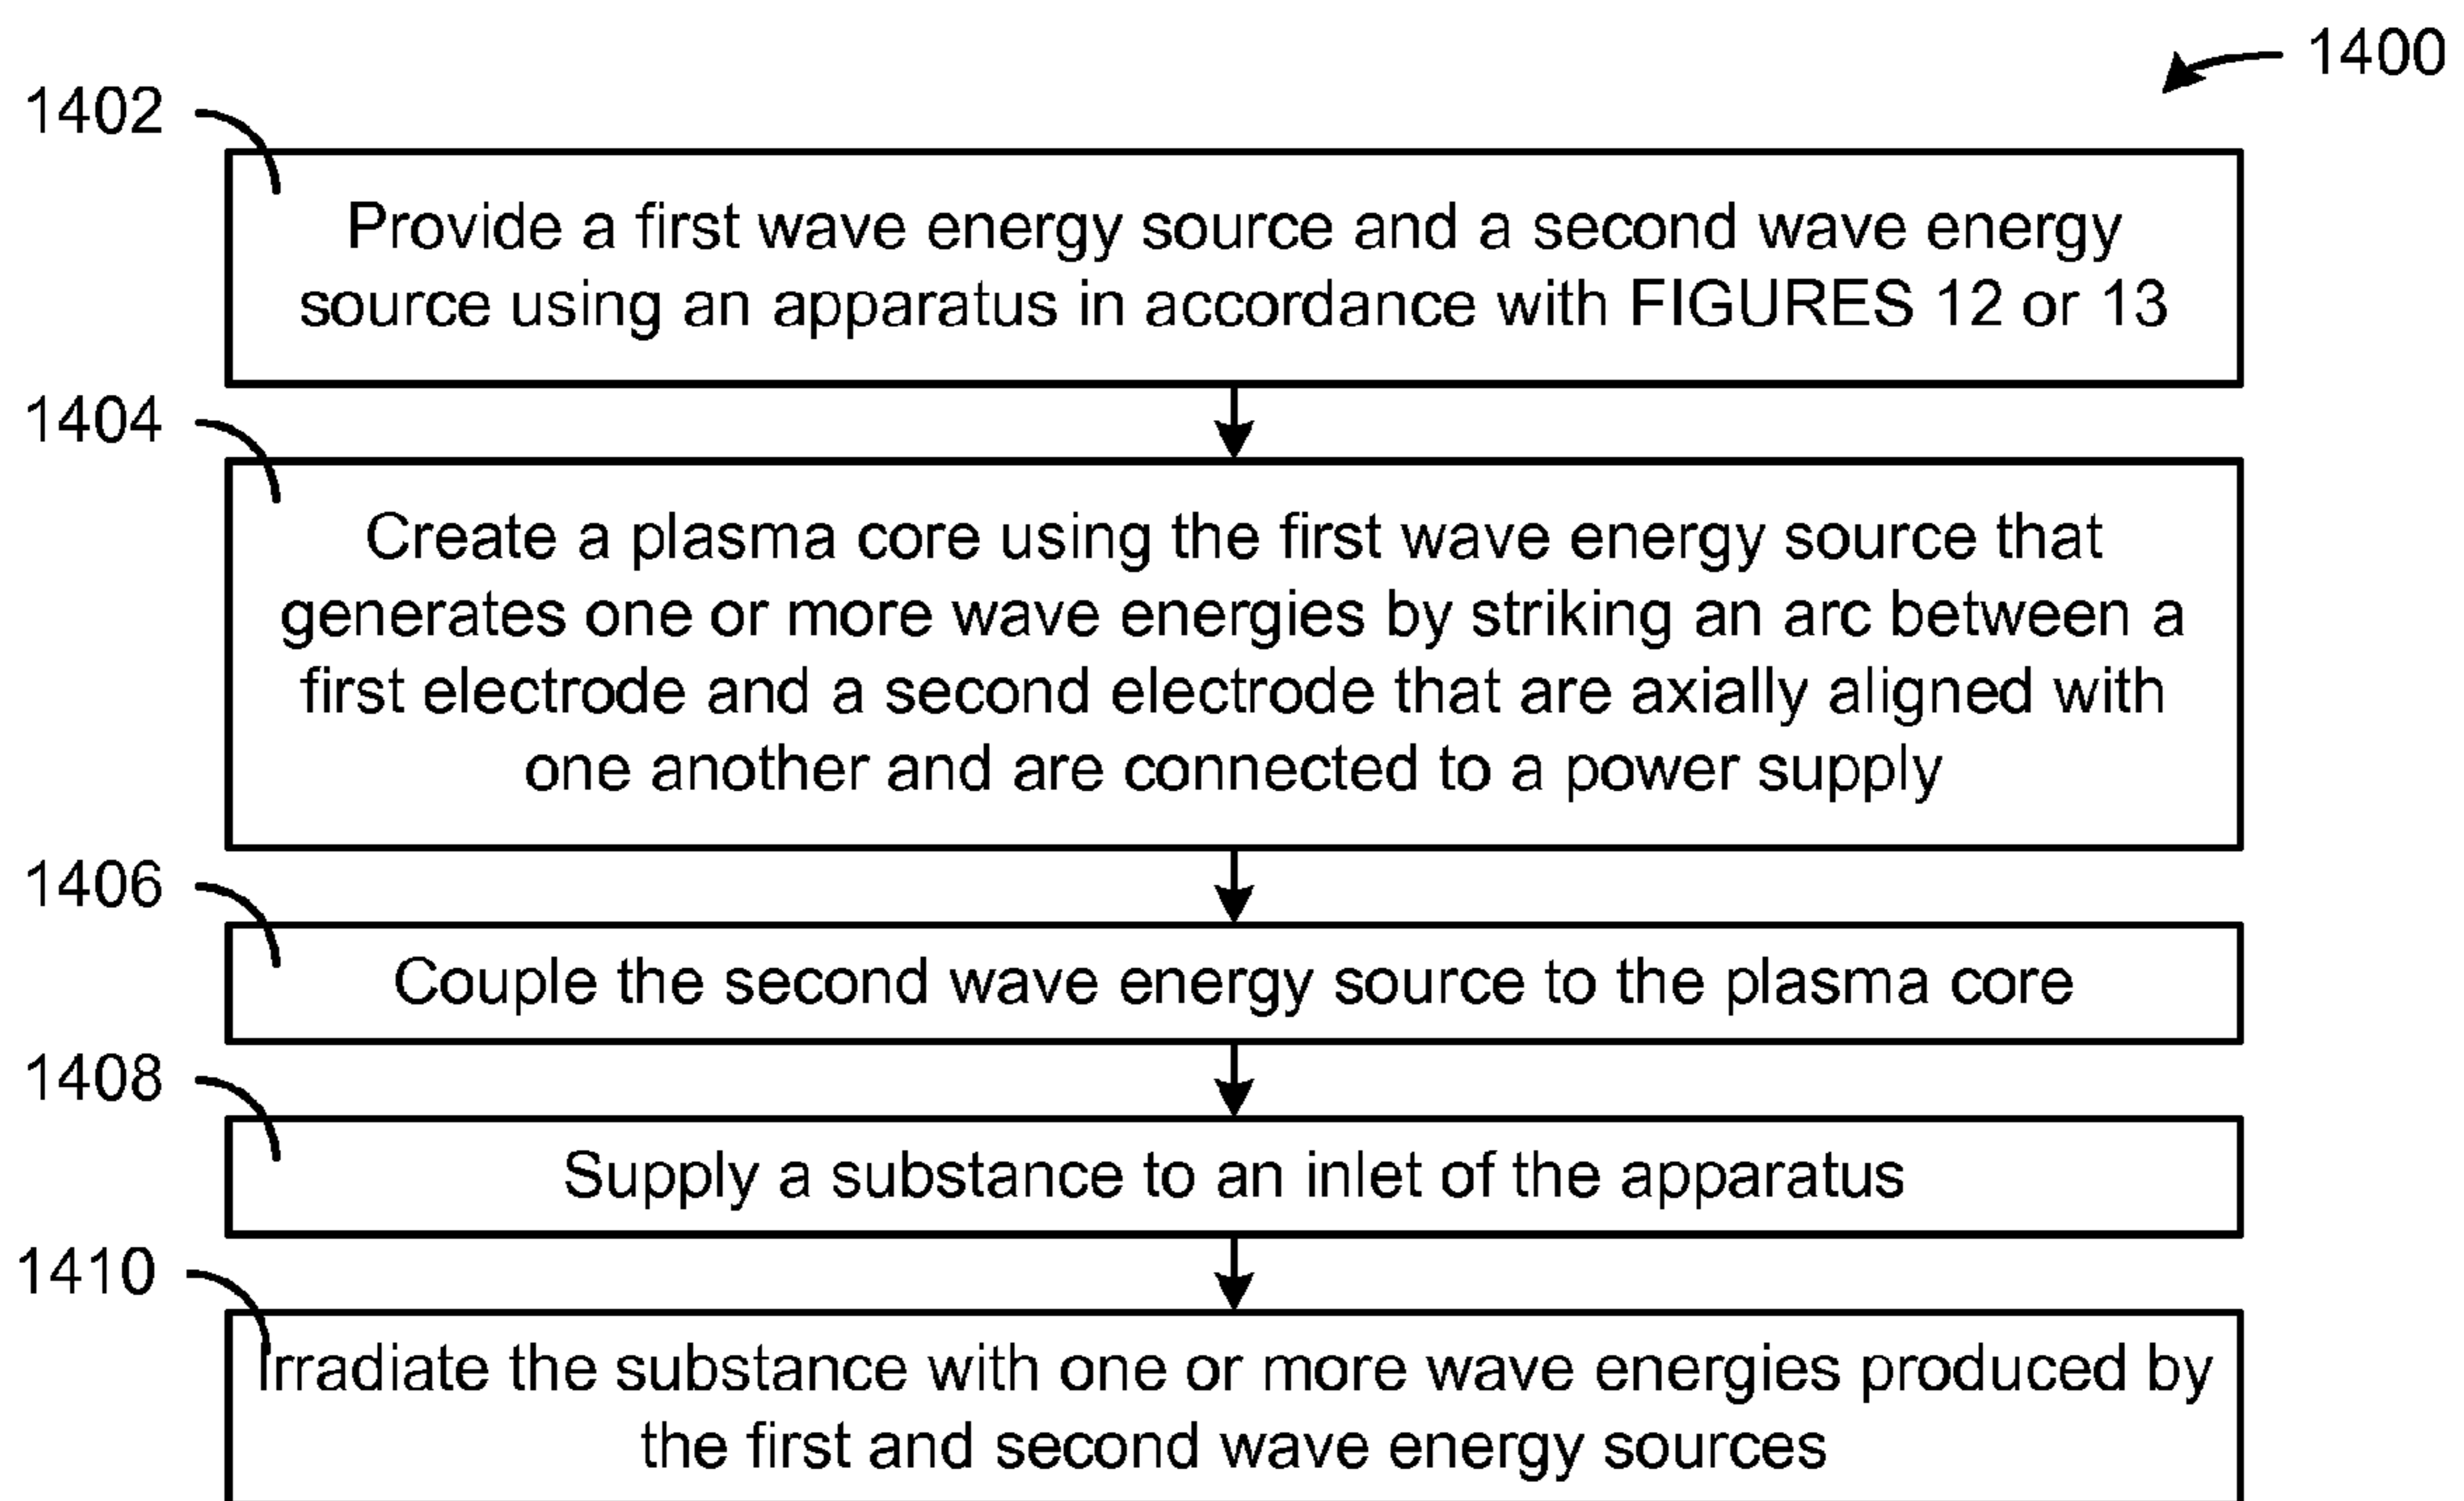 1400
1402
Provide a first wave energy source and a second wave energy
source using an apparatus in accordance with FIGURES 12 or 13
1404
Create a plasma core using the first wave energy source that
generates one or more wave energies by striking an arc between a
first electrode and a second electrode that are axially aligned with
one another and are connected to a power supply
1406
Couple the second wave energy source to the plasma core
1408
Supply a substance to an inlet of the apparatus
1410
Irradiate the substance with one or more wave energies produced by
the first and second wave energy sources